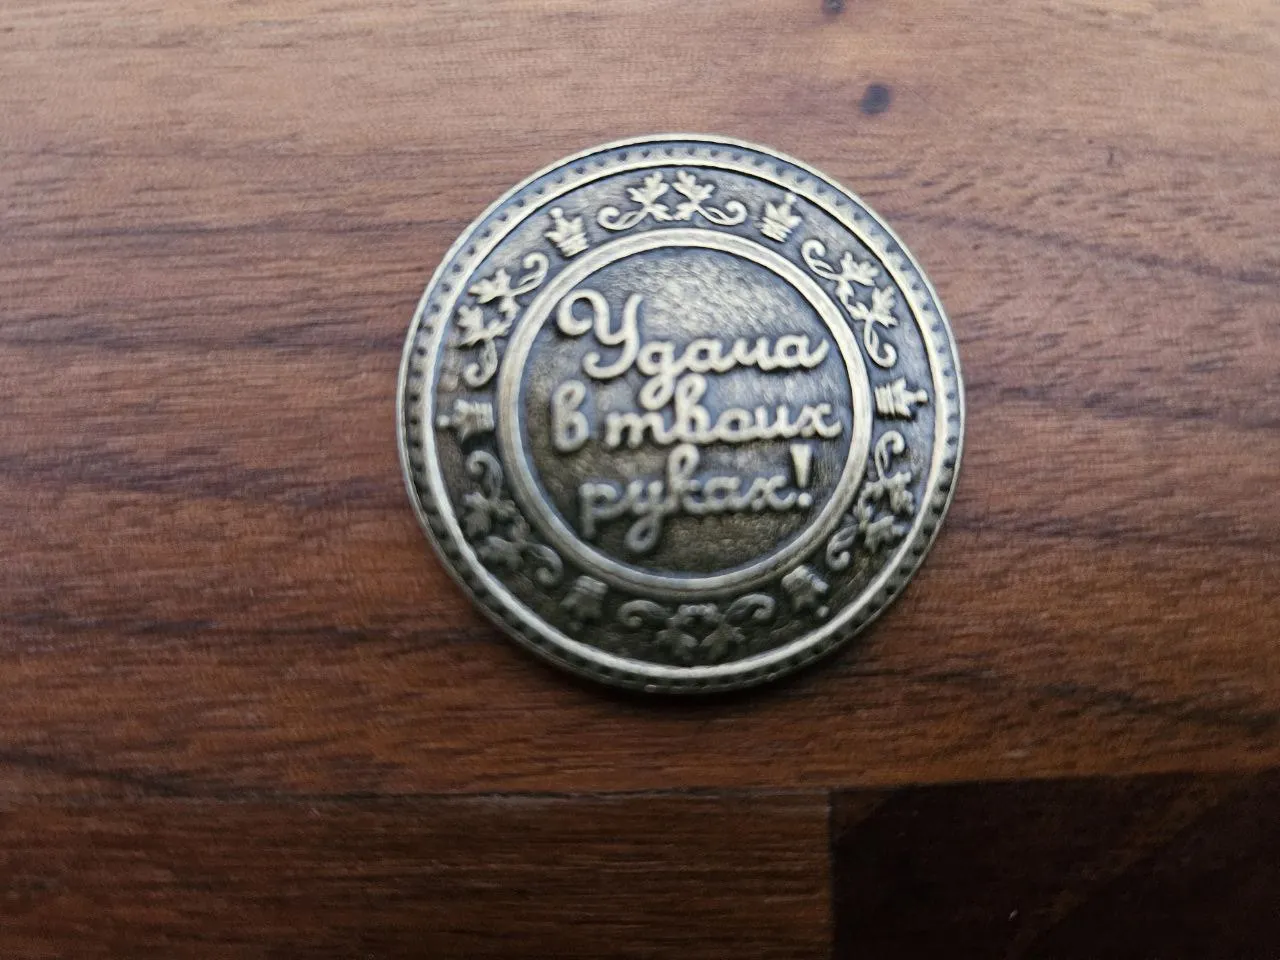 Удача
в твоих
руках!